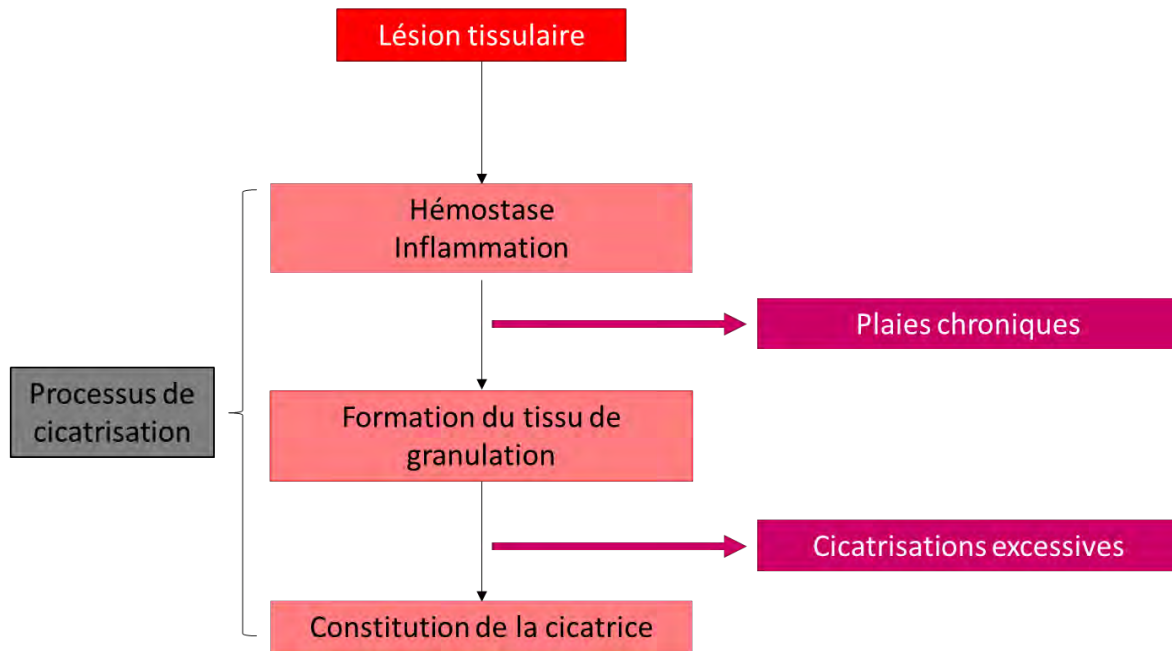 Lésion tissulaire
Hémostase
Inflammation
Plaies chroniques
Processus de
cicatrisation
Formation du tissu de
granulation
Cicatrisations excessives
Constitution de la cicatrice